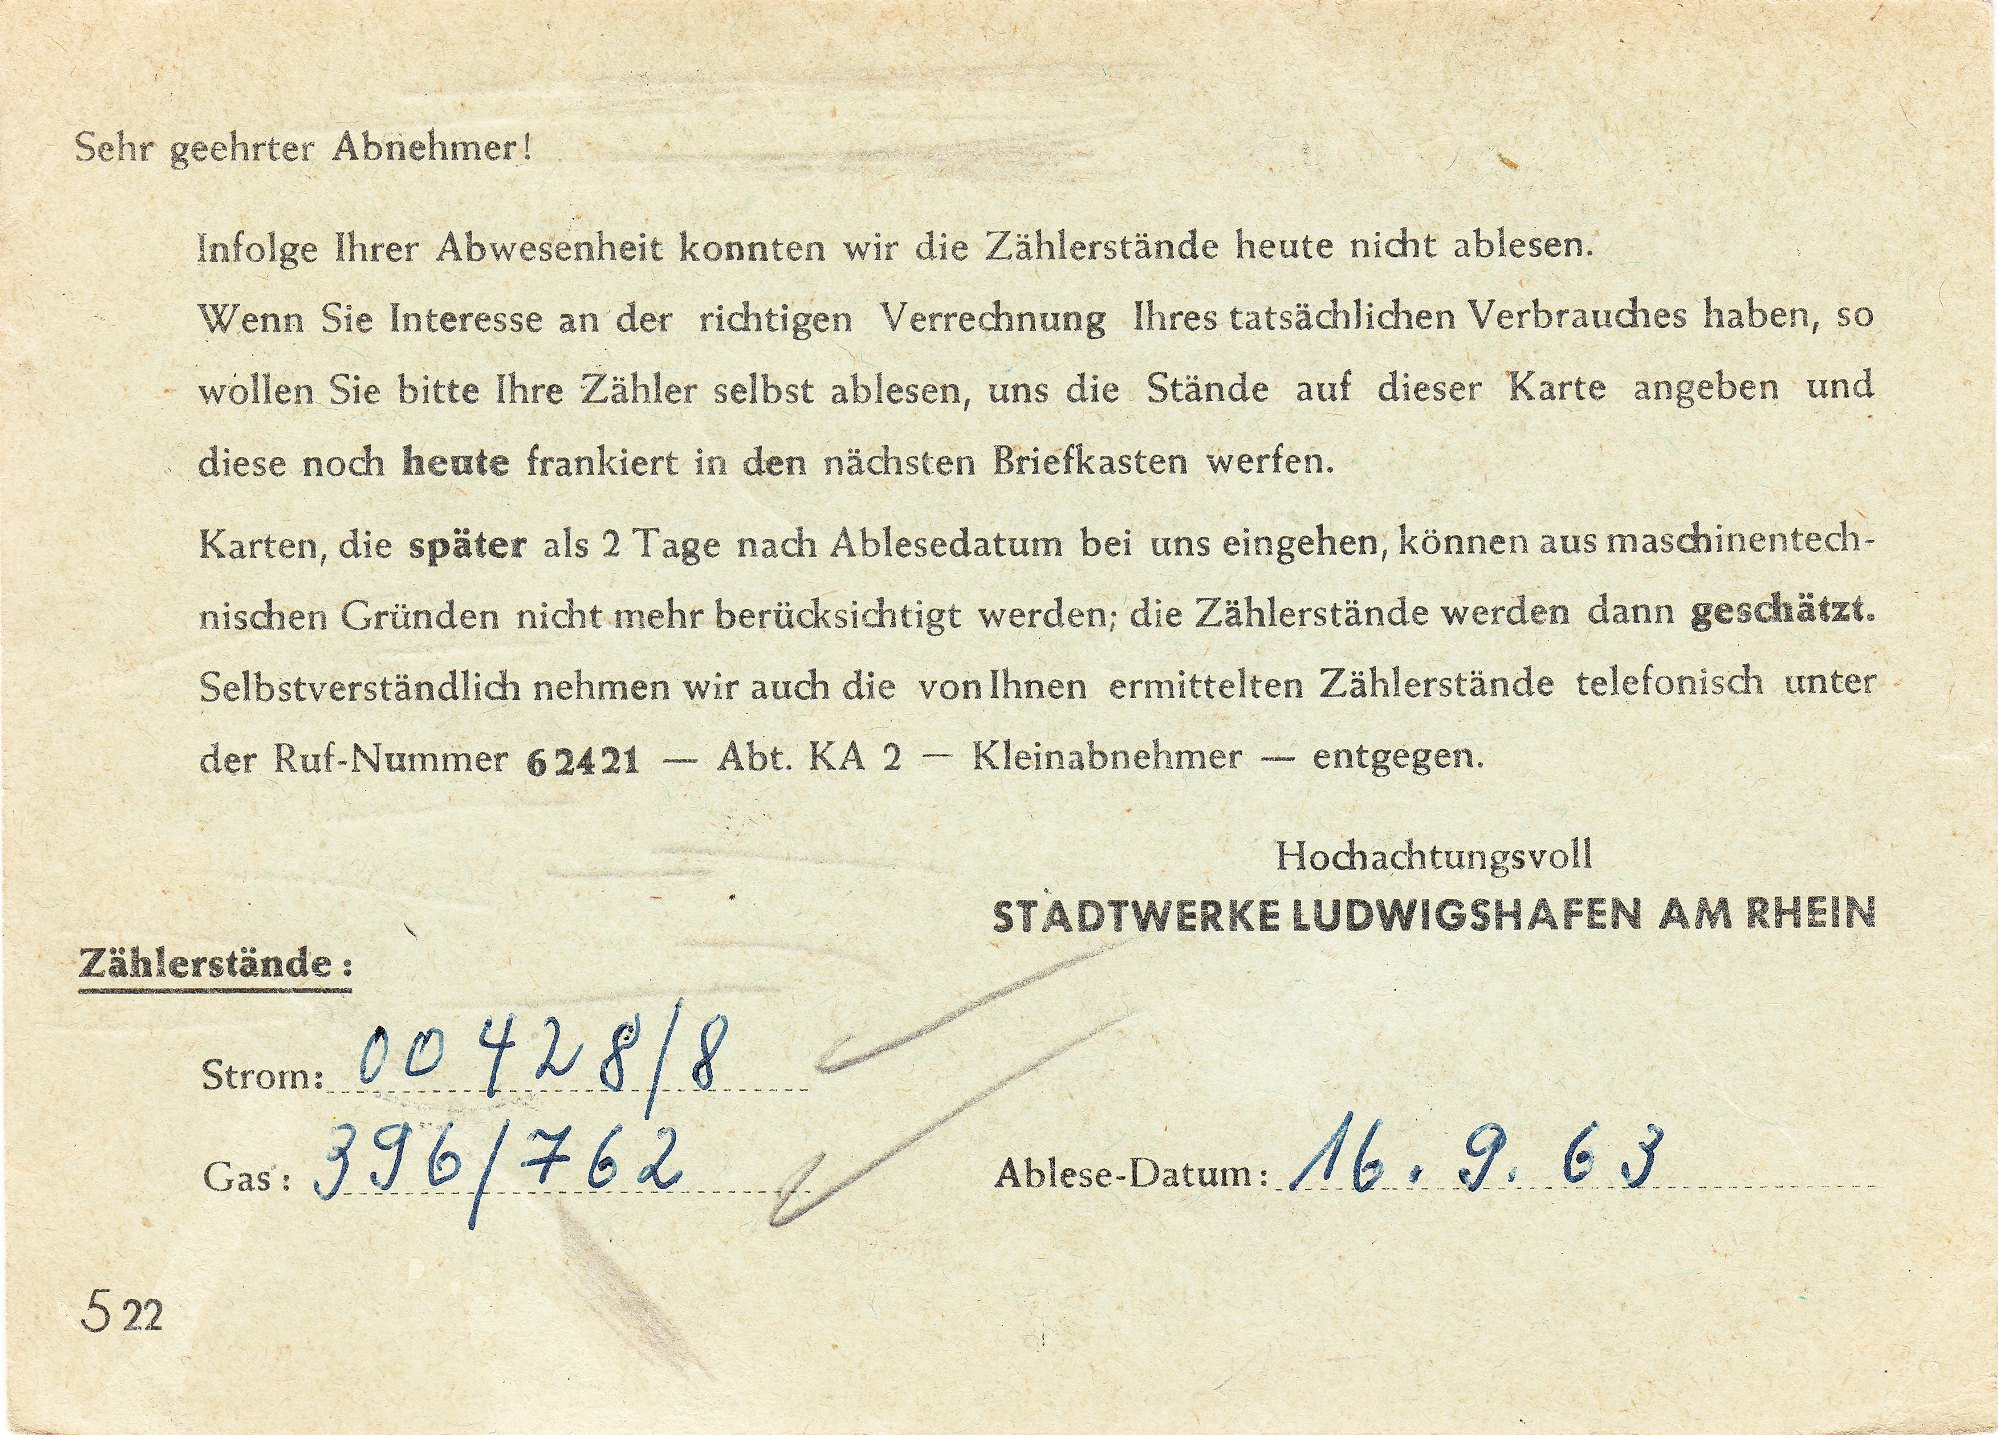 Sehr geehrter Abnehmer!
Infolge Ihrer Abwesenheit konnten wir die Zählerstände heute nicht ablesen.
Wenn Sie Interesse an der richtigen Verrechnung Ihres tatsächlichen Verbrauches haben, so
wollen Sie bitte Ihre Zähler selbst ablesen, uns die Stände auf dieser Karte angeben und
diese noch heute frankiert in den nächsten Briefkasten werfen.
Karten, die später als 2 Tage nach Ablesedatum bei uns eingehen, können aus maschinentech-
nischen Gründen nicht mehr berücksichtigt werden; die Zählerstände werden dann geschätzt.
Selbstverständlich nehmen wir auch die von Ihnen ermittelten Zählerstände telefonisch unter
der Ruf-Nummer 62421 — Abt. KA 2 — Kleinabnehmer — entgegen.
Hochachtungsvoll
STADTWERKE LUDWIGSHAFEN AM RHEIN
Zählerstände:
Strom: 00428/8
Gas: 396/762
Ablese-Datum: 16. 9. 63
522